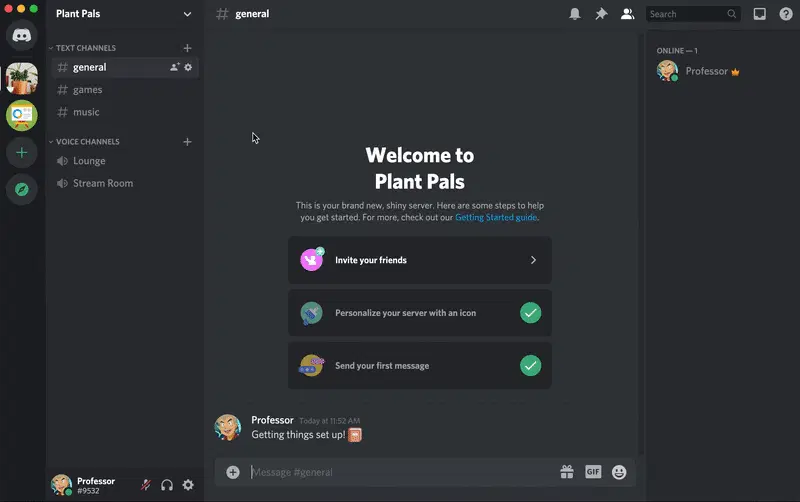 Plant Pals
general
Search
TEXT CHANNELS
general
games
music
VOICE CHANNELS
Lounge
Stream Room
Welcome to
Plant Pals
This is your brand new, shiny server. Here are some steps to help
you get started. For more, check out our Getting Started guide.
Invite your friends
Personalize your server with an icon
Send your first message
Professor Today at 11:52 AM
Getting things set up!
Message #general
GIF
Professor
#9532
ONLINE — 1
Professor